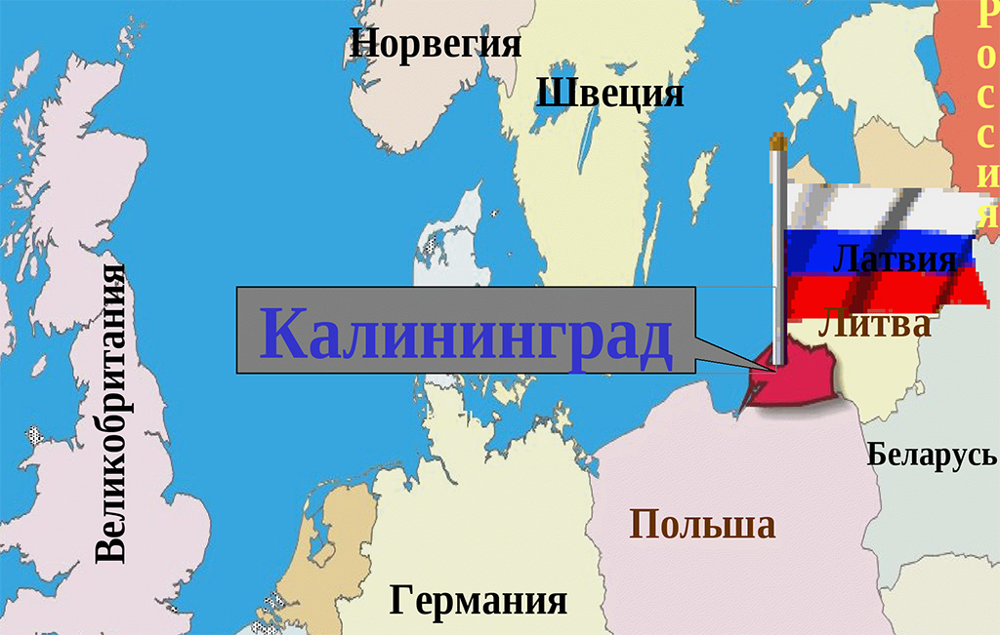 Норвегия
Швеция
Россия
Латвия
Калининград
Литва
Великобритания
Беларусь
Польша
Германия